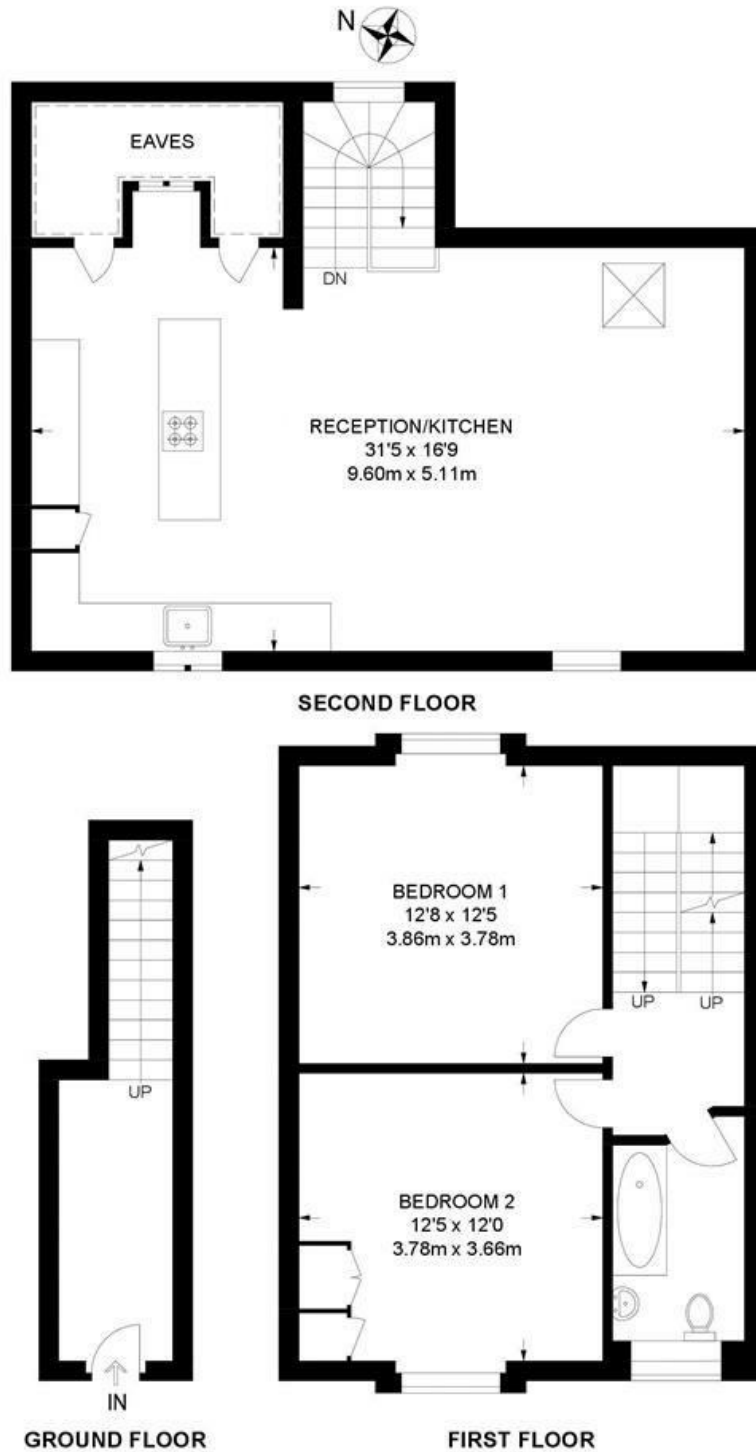 N
EAVES
DN
RECEPTION/KITCHEN
31'5 x 16'9
9.60m x 5.11m
SECOND FLOOR
BEDROOM 1
12'8 x 12'5
3.86m x 3.78m
UP
UP
UP
BEDROOM 2
12'5 x 12'0
3.78m x 3.66m
IN
GROUND FLOOR
FIRST FLOOR